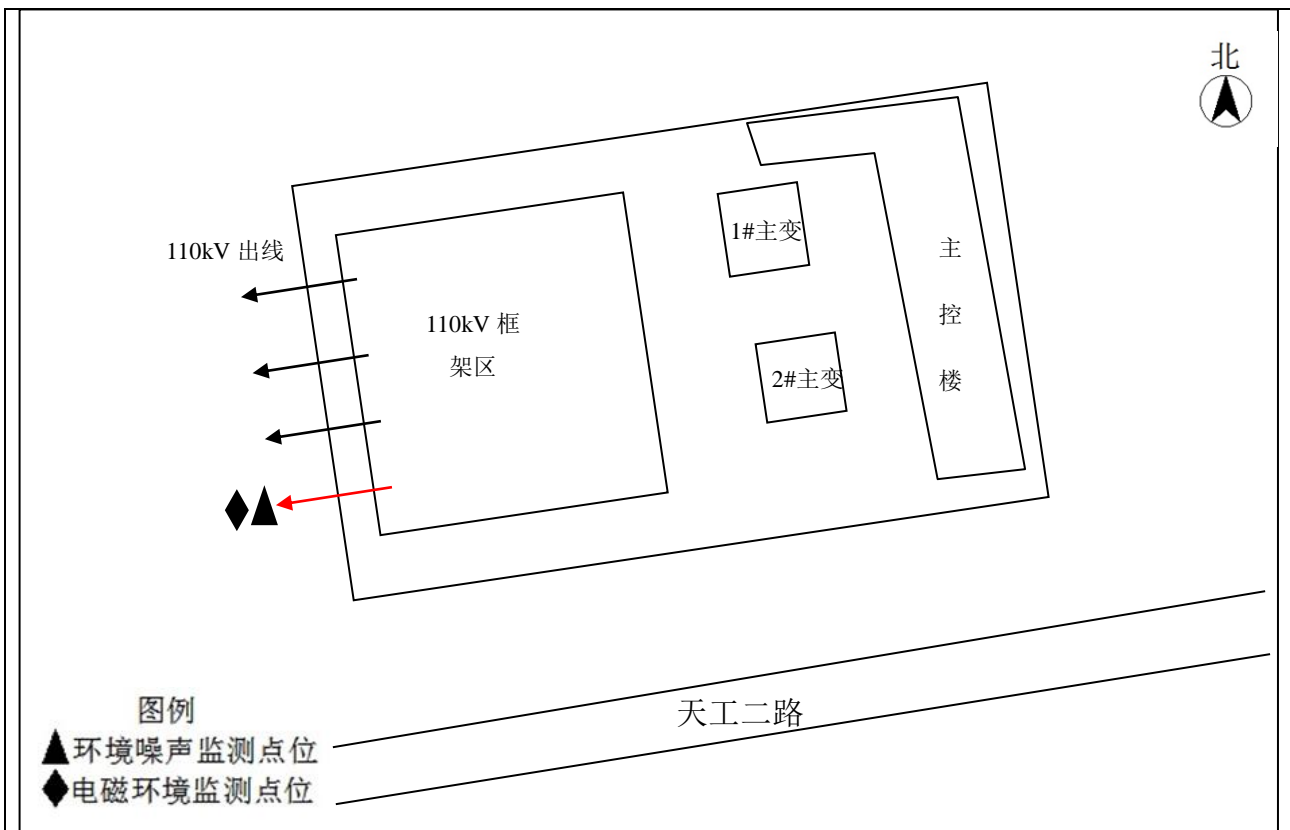 北
110kV 出线
1#主变
110kV 框
架区
2#主变
主
控
楼
天工二路
图例
▲环境噪声监测点位
◆电磁环境监测点位